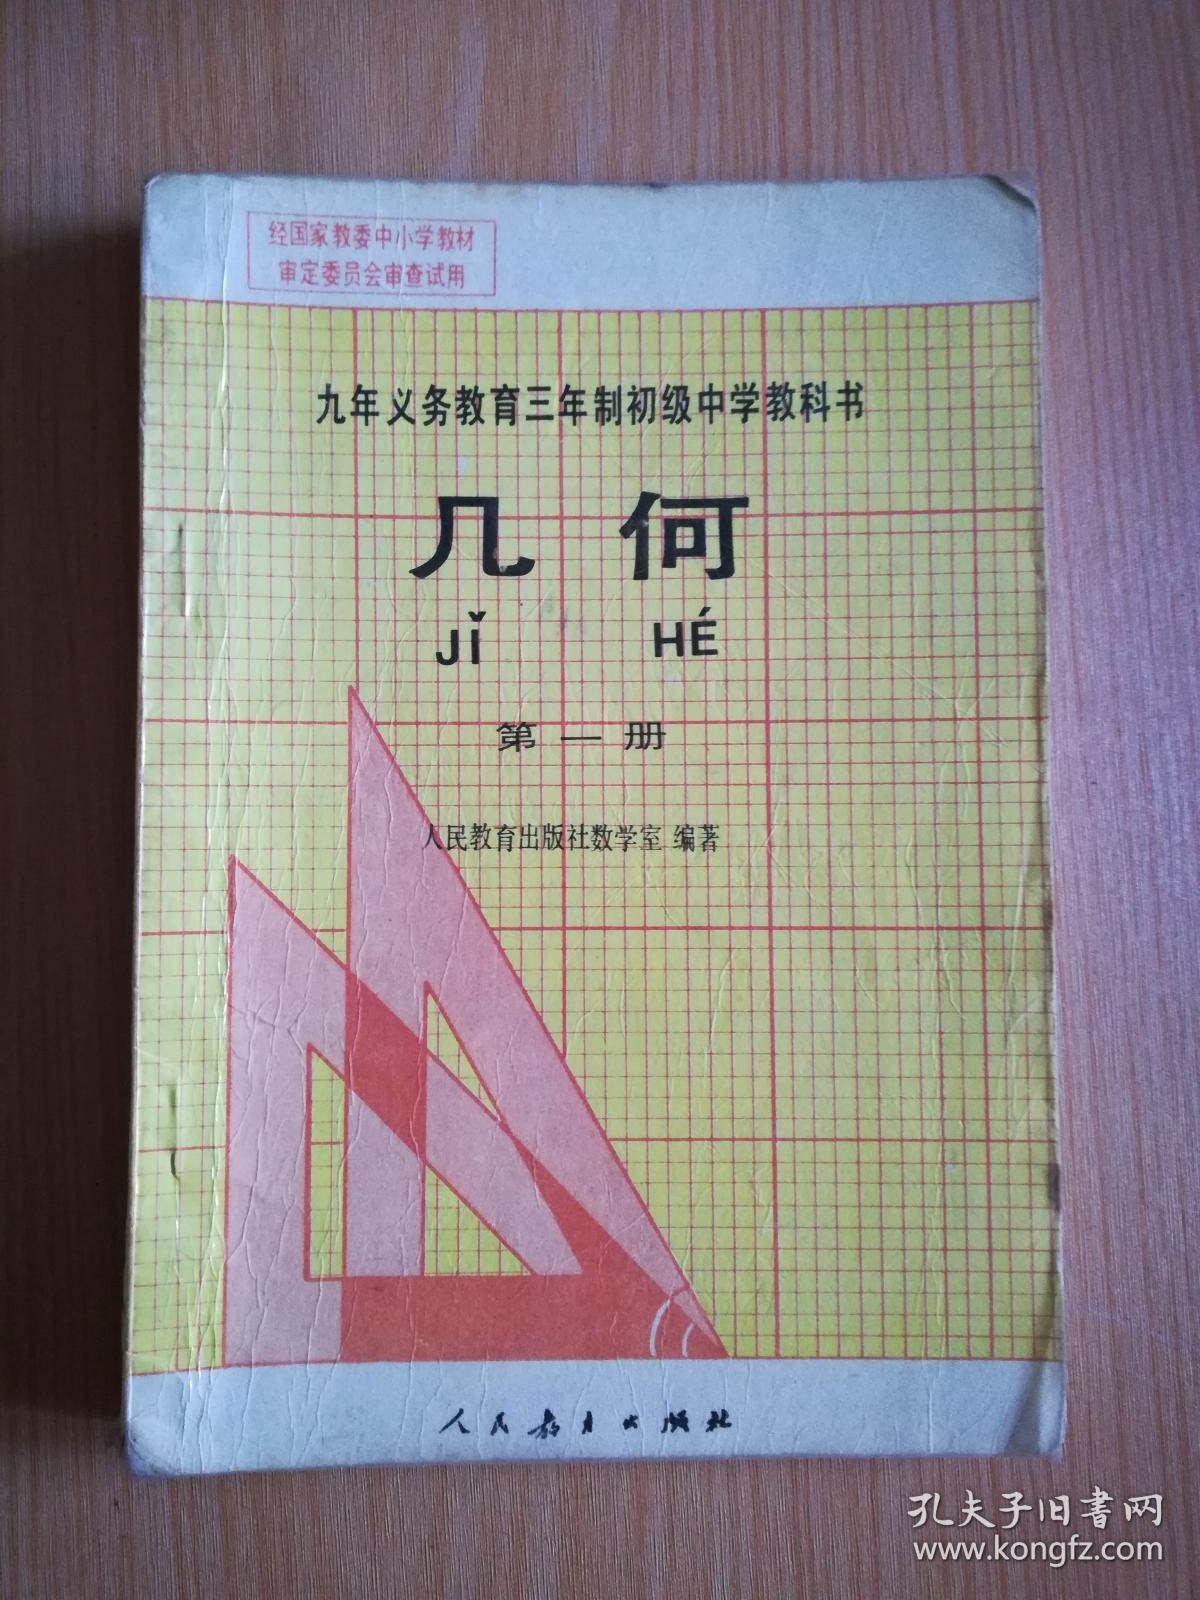 经国家教委中小学教材
审定委员会审查试用
九年义务教育三年制初级中学教科书
几何
JǏ HÉ
第一册
人民教育出版社数学室 编著
人民教育出版社
孔夫子旧書网
www.kongfz.com